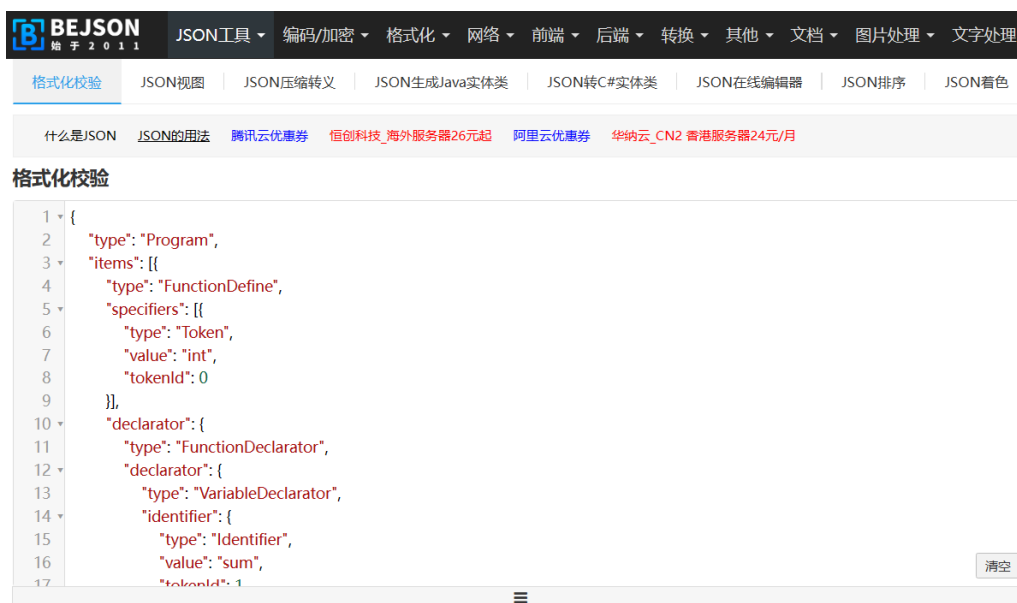 BEJSON
始于2011
JSON工具 编码/加密 格式化 网络 前端 后端 转换 其他 文档 图片处理 文字处理
格式化校验 JSON视图 JSON压缩转义 JSON生成Java实体类 JSON转C#实体类 JSON在线编辑器 JSON排序 JSON着色
什么是JSON JSON的用法 腾讯云优惠券 恒创科技_海外服务器26元起 阿里云优惠券 华纳云_CN2 香港服务器24元/月
格式化校验
1 {
2 "type": "Program",
3 "items": [{
4 "type": "FunctionDefine",
5 "specifiers": [{
6 "type": "Token",
7 "value": "int",
8 "tokenId": 0
9 }],
10 "declarator": {
11 "type": "FunctionDeclarator",
12 "declarator": {
13 "type": "VariableDeclarator",
14 "identifier": {
15 "type": "Identifier",
16 "value": "sum",
17 "tokenId": 1
清空